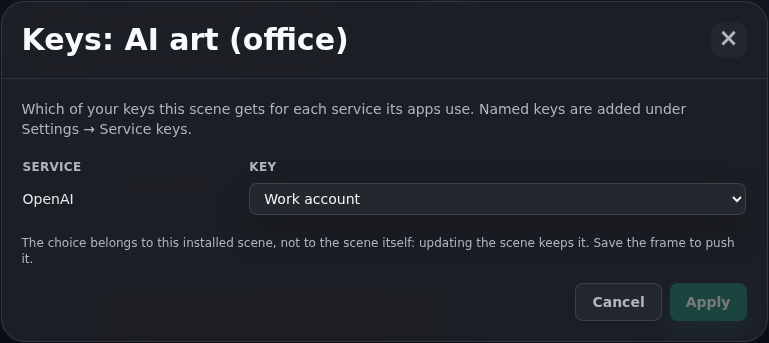 Keys: AI art (office)
×
Which of your keys this scene gets for each service its apps use. Named keys are added under
Settings → Service keys.
SERVICE KEY
OpenAI Work account
The choice belongs to this installed scene, not to the scene itself: updating the scene keeps it. Save the frame to push
it.
Cancel Apply